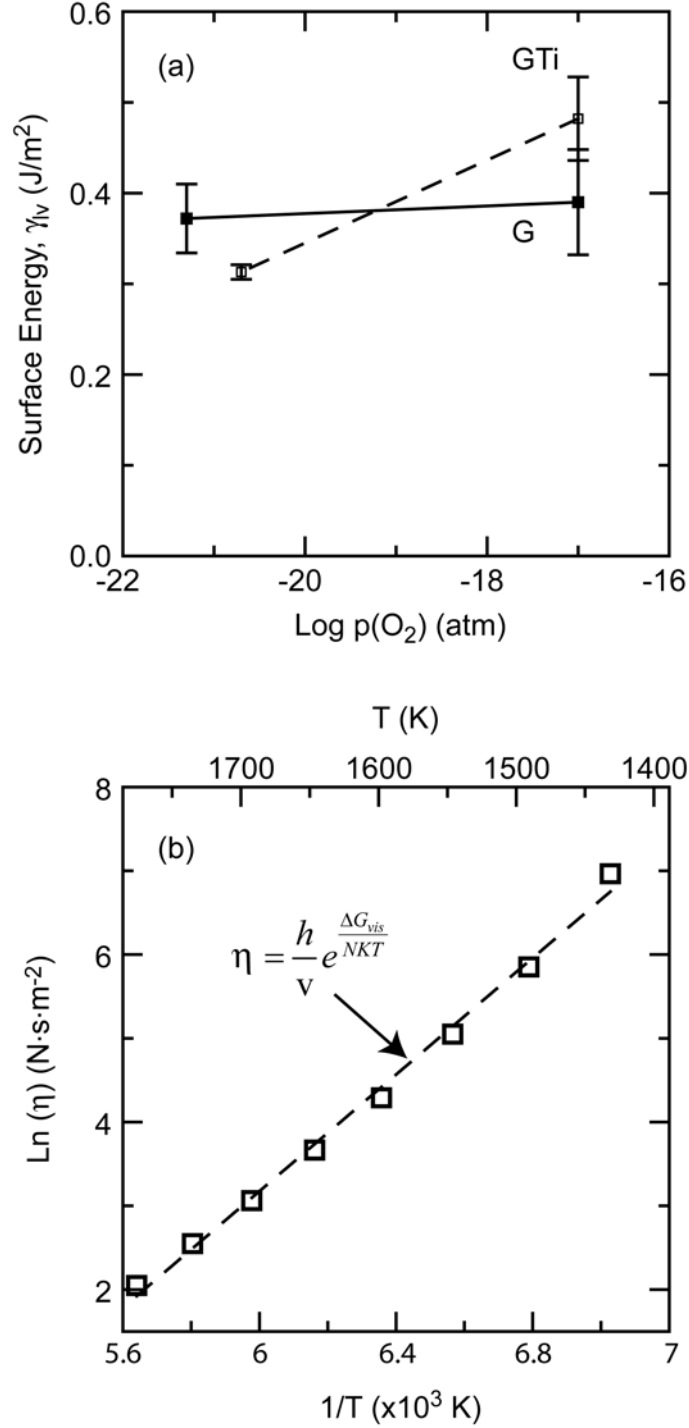 0.6
(a)
GTi
0.4
G
0.2
0.0
Surface Energy, γlv (J/m2)
-22 -20 -18 -16
Log p(O2) (atm)
T (K)
1700 1600 1500 1400
8
(b)
η = h/v e^ΔGvis/NKT
6
4
2
Ln (η) (N·s·m-2)
5.6 6 6.4 6.8 7
1/T (x103 K)